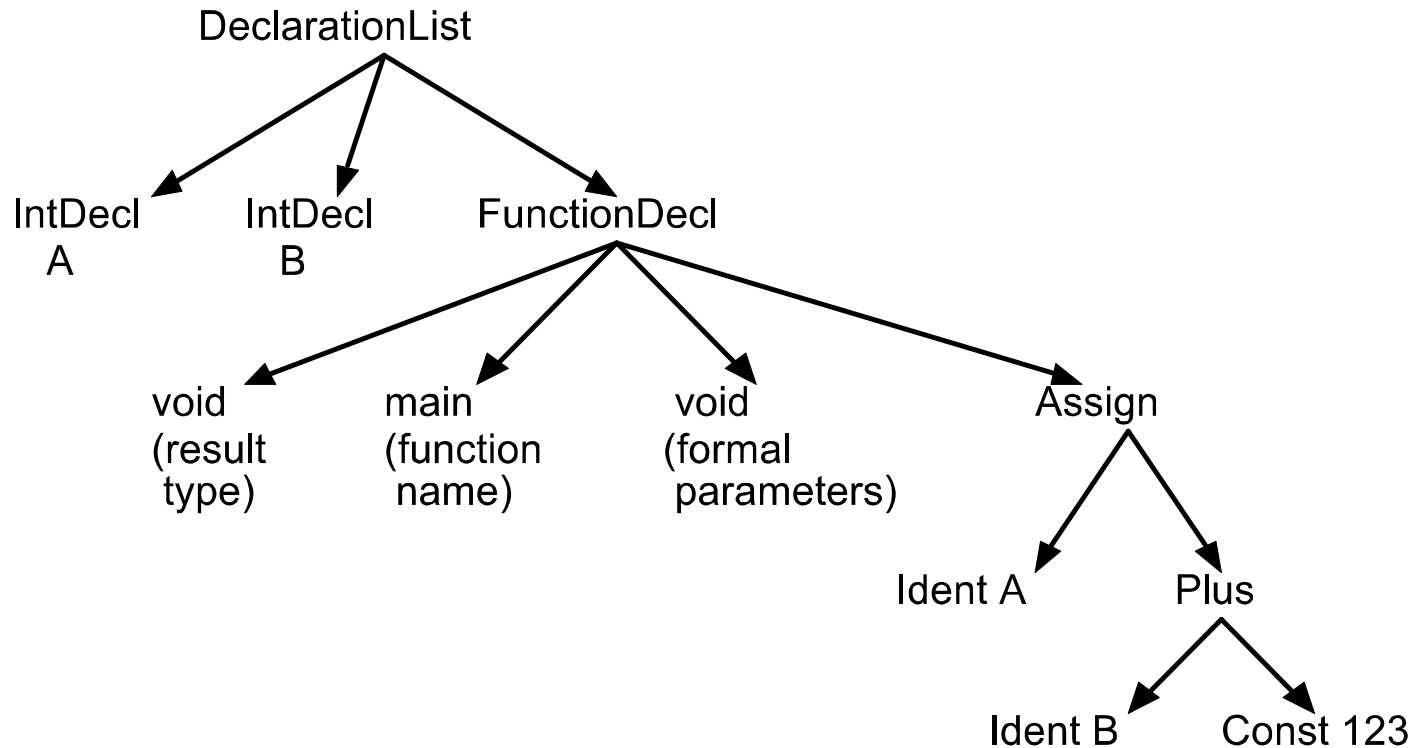 DeclarationList
IntDecl
A
IntDecl
B
FunctionDecl
void
(result
type)
main
(function
name)
void
(formal
parameters)
Assign
Ident A
Plus
Ident B
Const 123